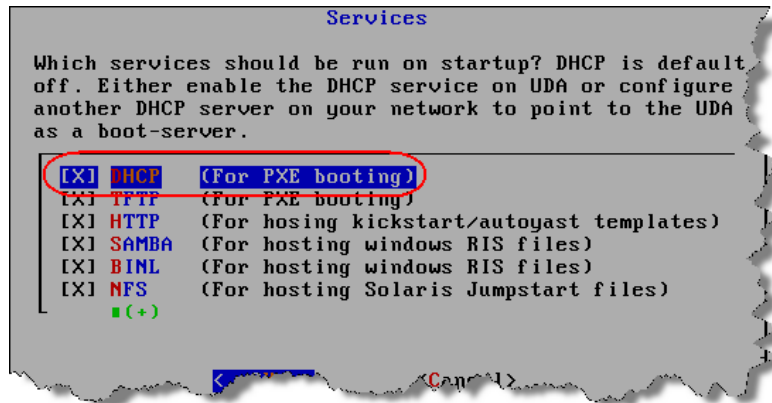 Services
Which services should be run on startup? DHCP is default
off. Either enable the DHCP service on UDA or configure
another DHCP server on your network to point to the UDA
as a boot-server.
[X] DHCP (For PXE booting)
[X] TFTP (For PXE booting)
[X] HTTP (For hosing kickstart/autoyast templates)
[X] SAMBA (For hosting windows RIS files)
[X] BINL (For hosting windows RIS files)
[X] NFS (For hosting Solaris Jumpstart files)
(+)
<Cancel>